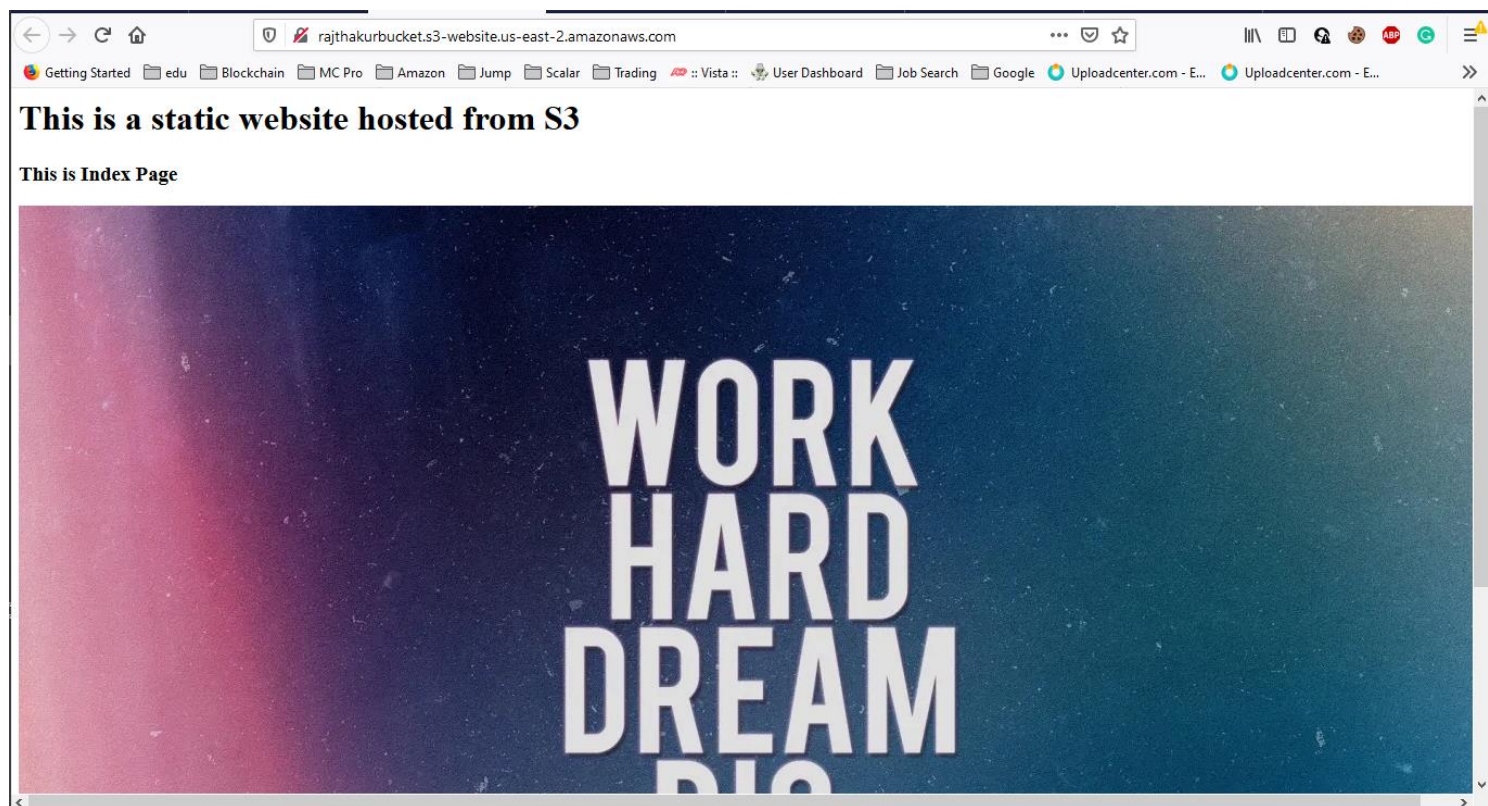 rajthakurbucket.s3-website.us-east-2.amazonaws.com
Getting Started edu Blockchain MC Pro Amazon Jump Scalar Trading :: Vista :: User Dashboard Job Search Google Uploadcenter.com - E... Uploadcenter.com - E...
This is a static website hosted from S3
This is Index Page
WORK
HARD
DREAM